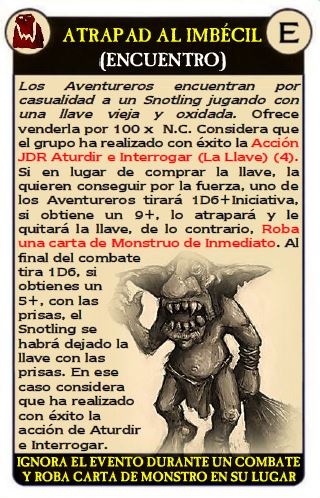 ATRAPAD AL IMBÉCIL
E
(ENCUENTRO)
Los Aventureros encuentran por
casualidad a un Snotling jugando con
una llave vieja y oxidada. Ofrece
venderla por 100 x N.C. Considera que
el grupo ha realizado con éxito la Acción
JDR Aturdir e Interrogar (La Llave) (4).
Si en lugar de comprar la llave, la
quieren conseguir por la fuerza, uno de
los Aventureros tirará 1D6+Iniciativa,
si obtiene un 9+, lo atrapará y le
quitará la llave, de lo contrario, Roba
una carta de Monstruo de Inmediato. Al
final del combate
tira 1D6, si
obtienes un
5+, con las
prisas, el
Snotling se
habrá dejado la
llave con las
prisas. En ese
caso considera
que ha realizado
con éxito la
acción de Aturdir
e Interrogar.
IGNORA EL EVENTO DURANTE UN COMBATE
Y ROBA CARTA DE MONSTRO EN SU LUGAR